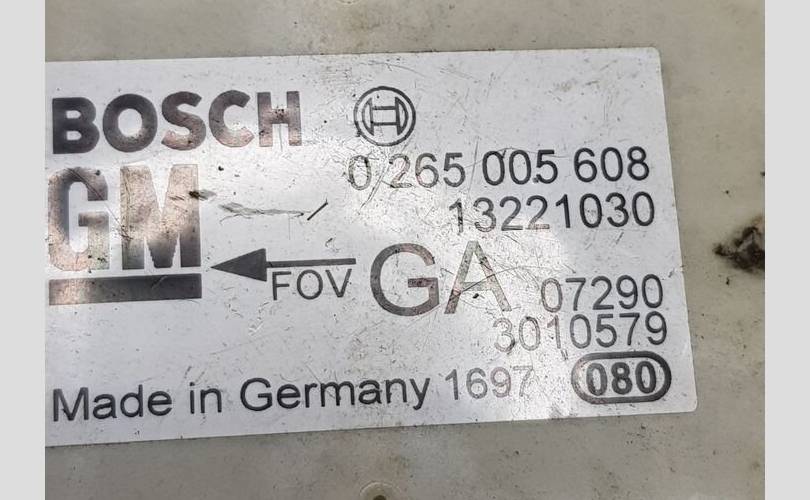 BOSCH
0 265 005 608
GM
13221030
FOV GA 07290
3010579
Made in Germany 1697 080